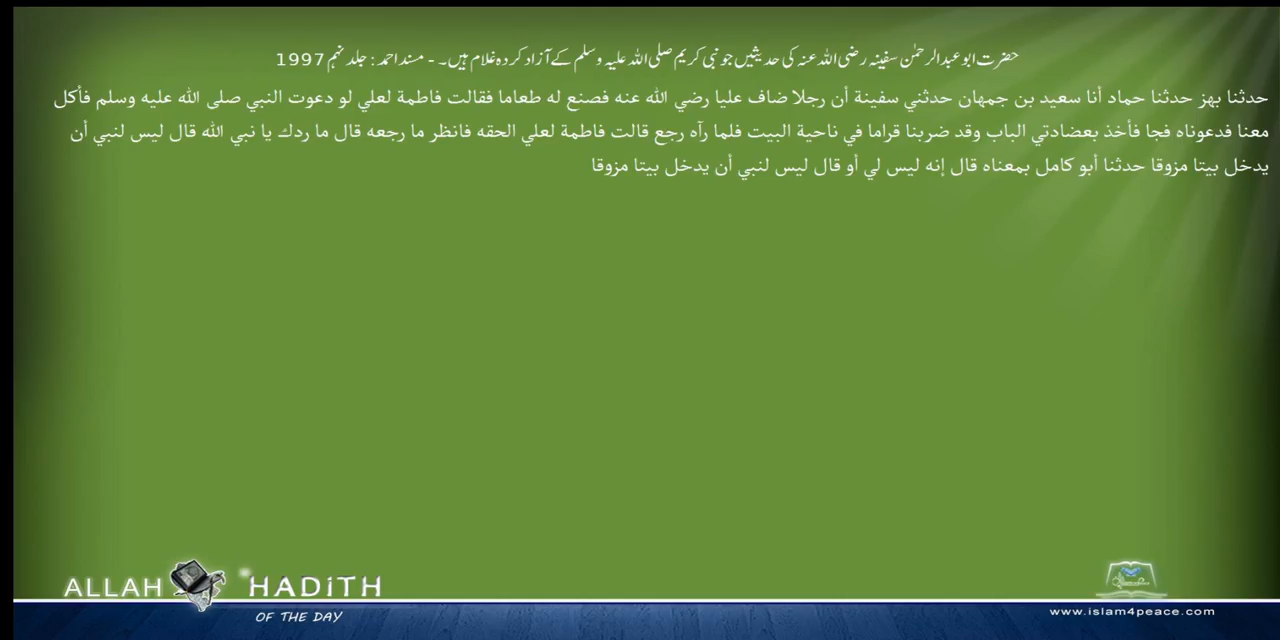 حضرت ابوعبدالرحمٰن سفینہ رضی اللہ عنہ کی حدیثیں جو نبی کریم صلی اللہ علیہ وسلم کے آزاد کردہ غلام ہیں۔ - مسند احمد : جلد نہم 1997
حدثنا بهز حدثنا حماد أنا سعيد بن جمهان حدثني سفينة أن رجلا ضاف عليا رضي الله عنه فصنع له طعاما فقالت فاطمة لعلي لو دعوت النبي صلى الله عليه وسلم فأكل
معنا فدعوناه فجا فأخذ بعضادتي الباب وقد ضربنا قراما في ناحية البيت فلما رآه رجع قالت فاطمة لعلي الحقه فانظر ما رجعه قال ما ردك يا نبي الله قال ليس لنبي أن
يدخل بيتا مزوقا حدثنا أبو كامل بمعناه قال إنه ليس لي أو قال ليس لنبي أن يدخل بيتا مزوقا
ALLAH HADITH
OF THE DAY
www.islam4peace.com